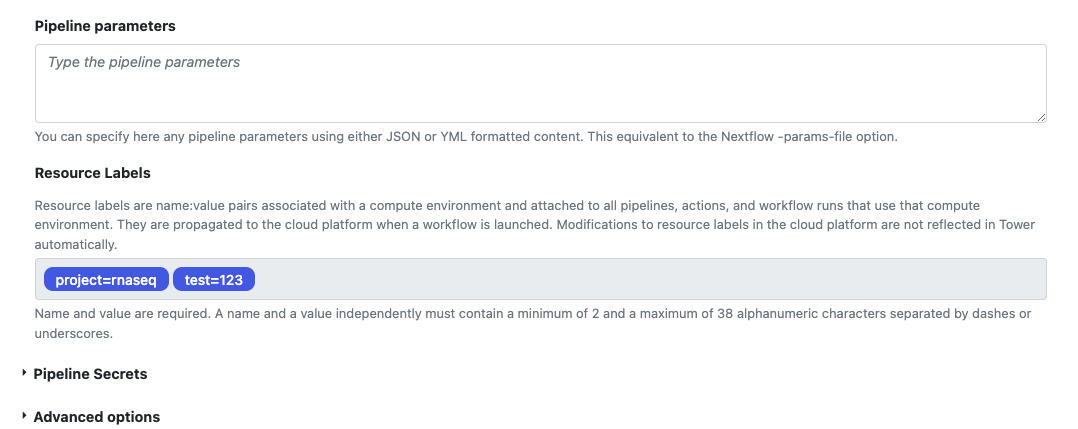 Pipeline parameters
Type the pipeline parameters
You can specify here any pipeline parameters using either JSON or YML formatted content. This equivalent to the Nextflow -params-file option.
Resource Labels
Resource labels are name:value pairs associated with a compute environment and attached to all pipelines, actions, and workflow runs that use that compute
environment. They are propagated to the cloud platform when a workflow is launched. Modifications to resource labels in the cloud platform are not reflected in Tower
automatically.
project=rnaseq test=123
Name and value are required. A name and a value independently must contain a minimum of 2 and a maximum of 38 alphanumeric characters separated by dashes or
underscores.
Pipeline Secrets
Advanced options